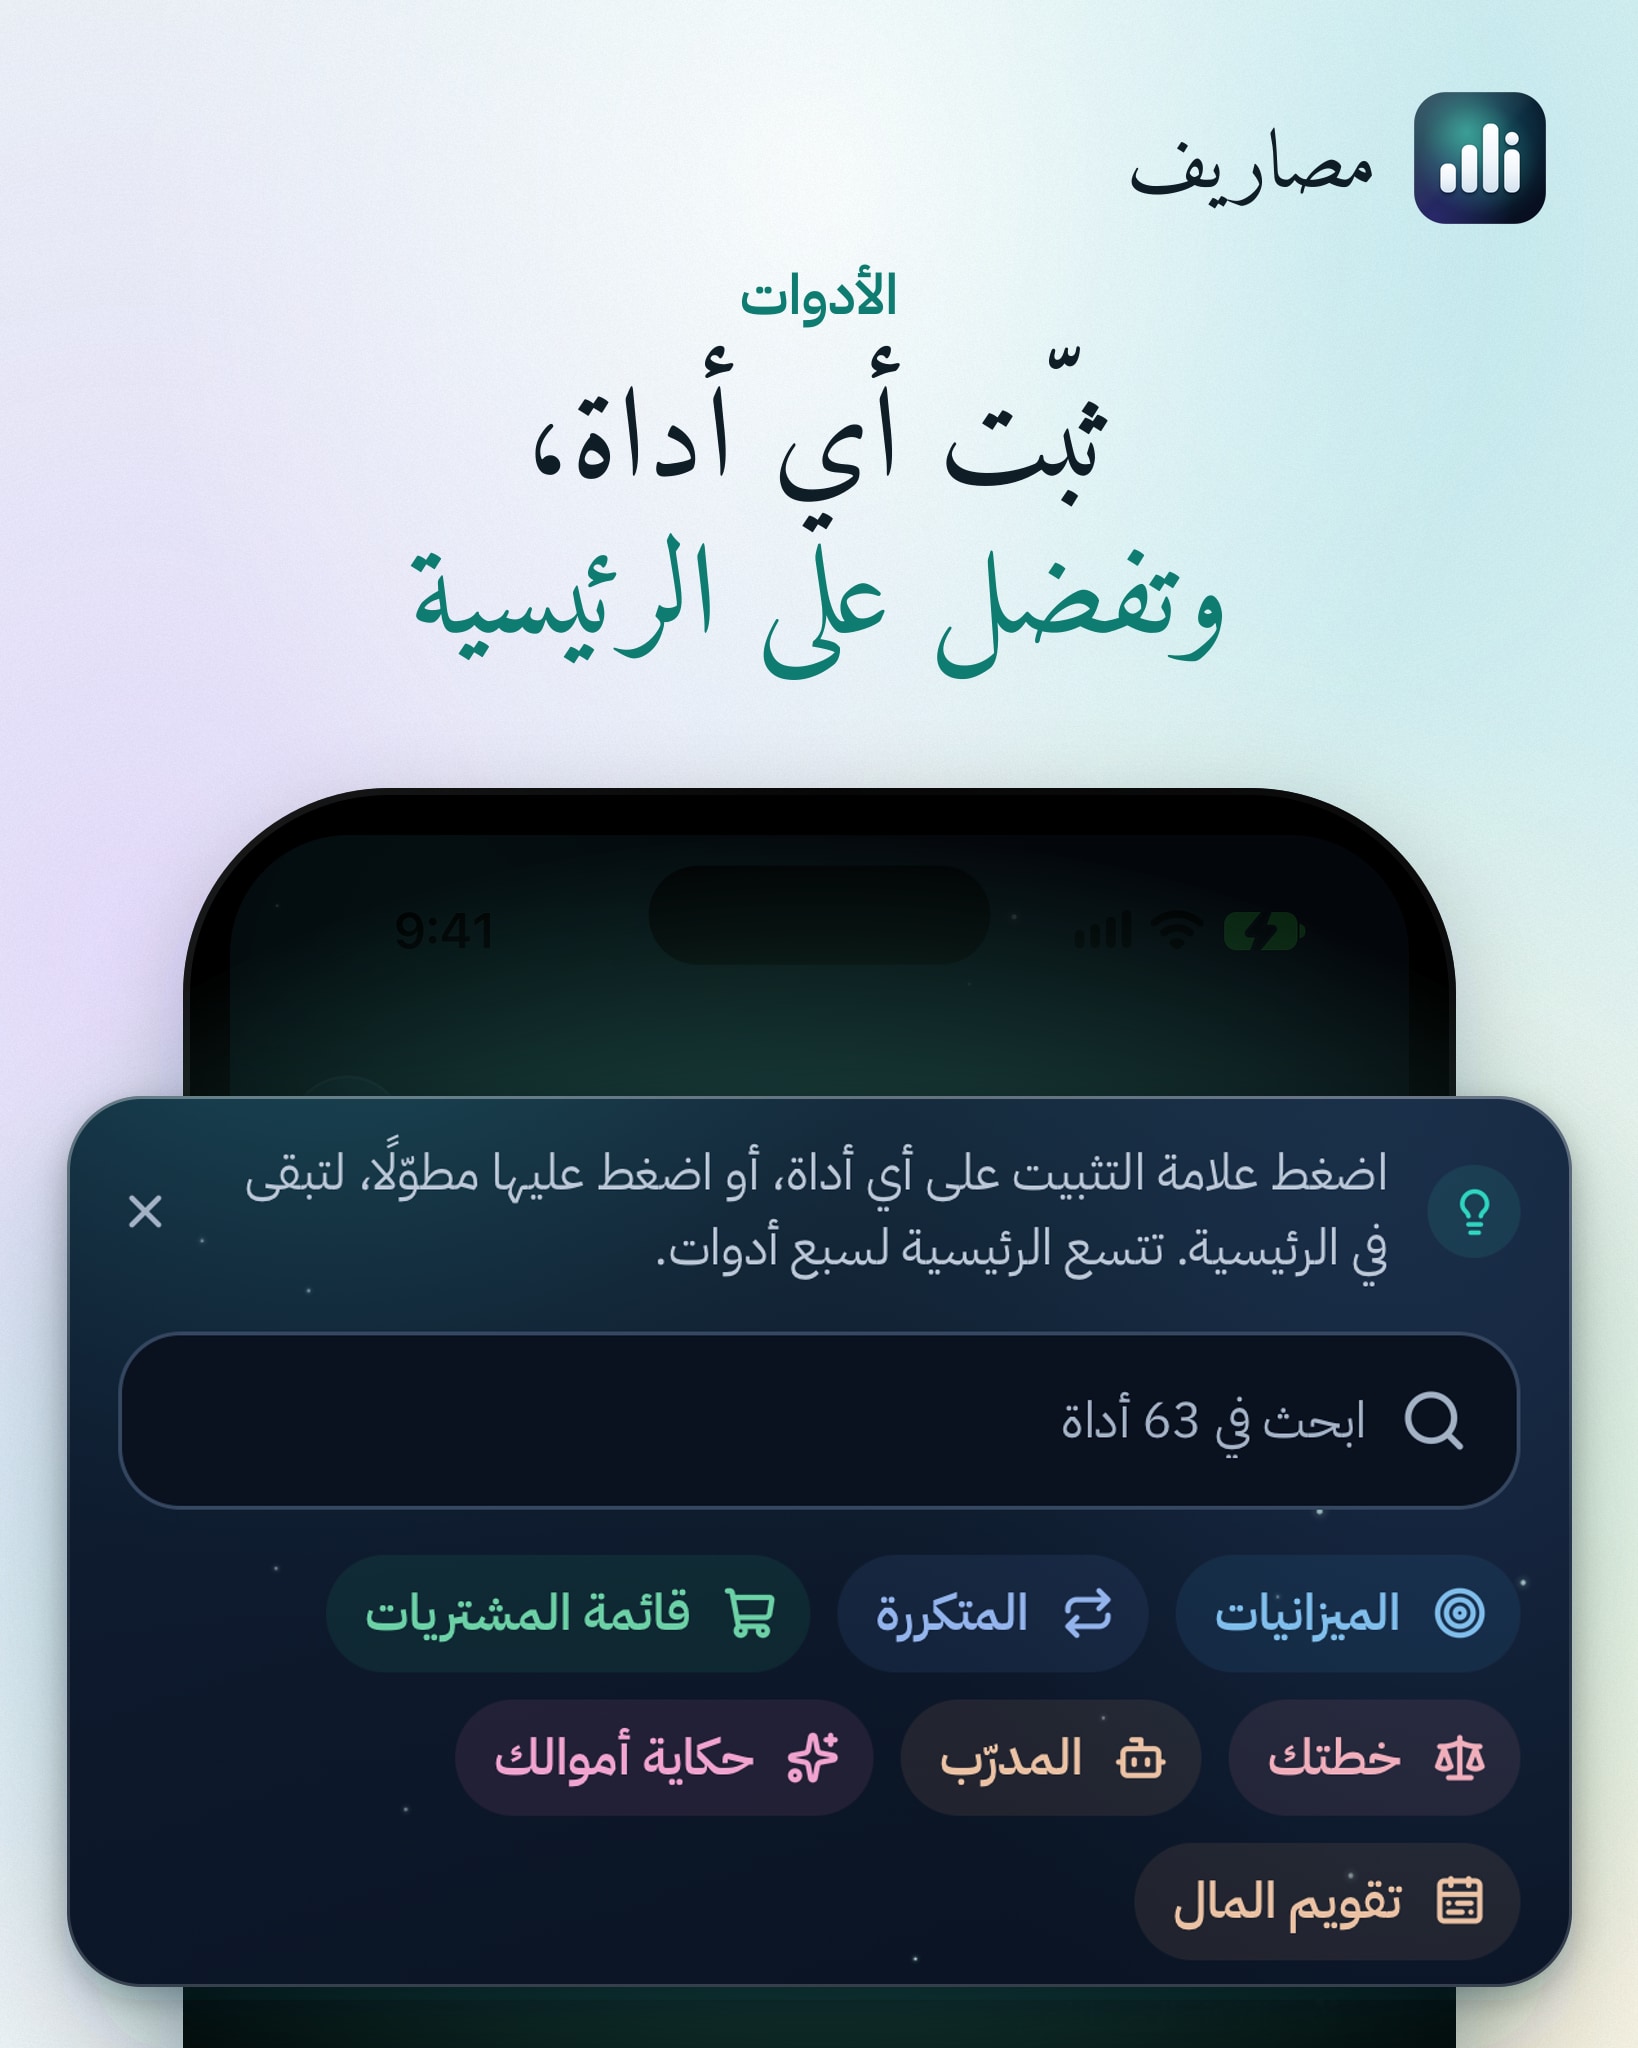 مصاريف
الأدوات
ثبّت أي أداة،
وتفضل على الرئيسية
9:41
اضغط علامة التثبيت على أي أداة، أو اضغط عليها مطوّلًا، لتبقى
في الرئيسية. تتسع الرئيسية لسبع أدوات.
ابحث في 63 أداة
الميزانيات
المتكررة
قائمة المشتريات
خطتك
المدرّب
حكاية أموالك
تقويم المال